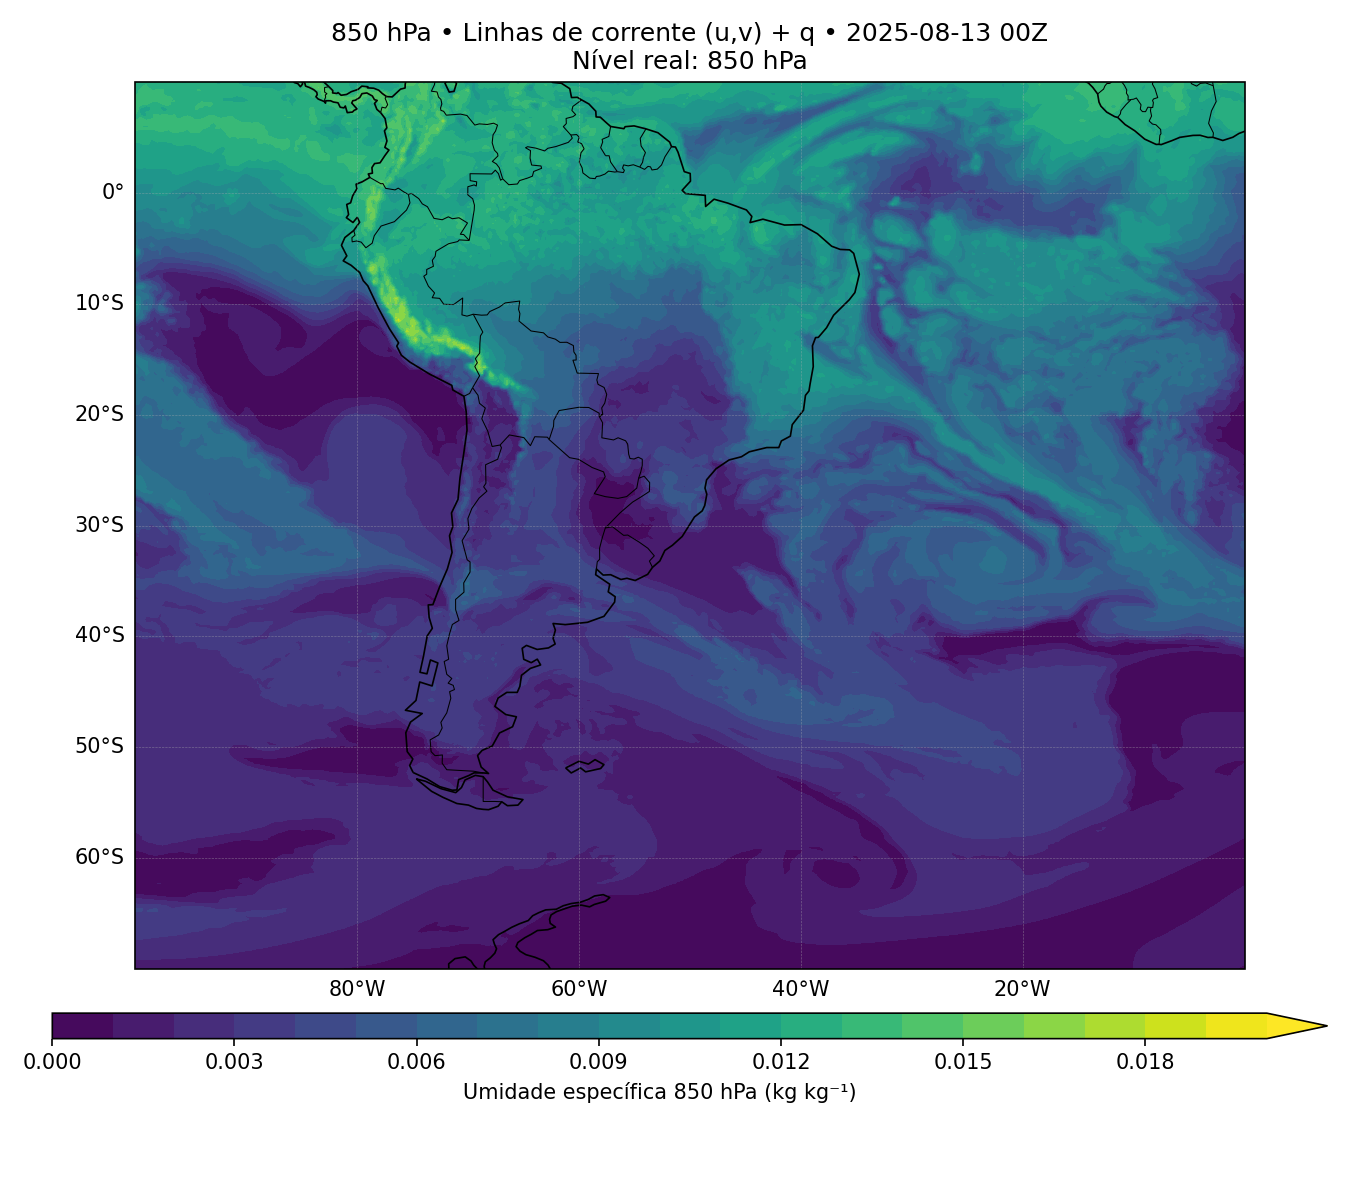 850 hPa • Linhas de corrente (u,v) + q • 2025-08-13 00Z
Nível real: 850 hPa
0°
10°S
20°S
30°S
40°S
50°S
60°S
80°W 60°W 40°W 20°W
0.000 0.003 0.006 0.009 0.012 0.015 0.018
Umidade específica 850 hPa (kg kg⁻¹)